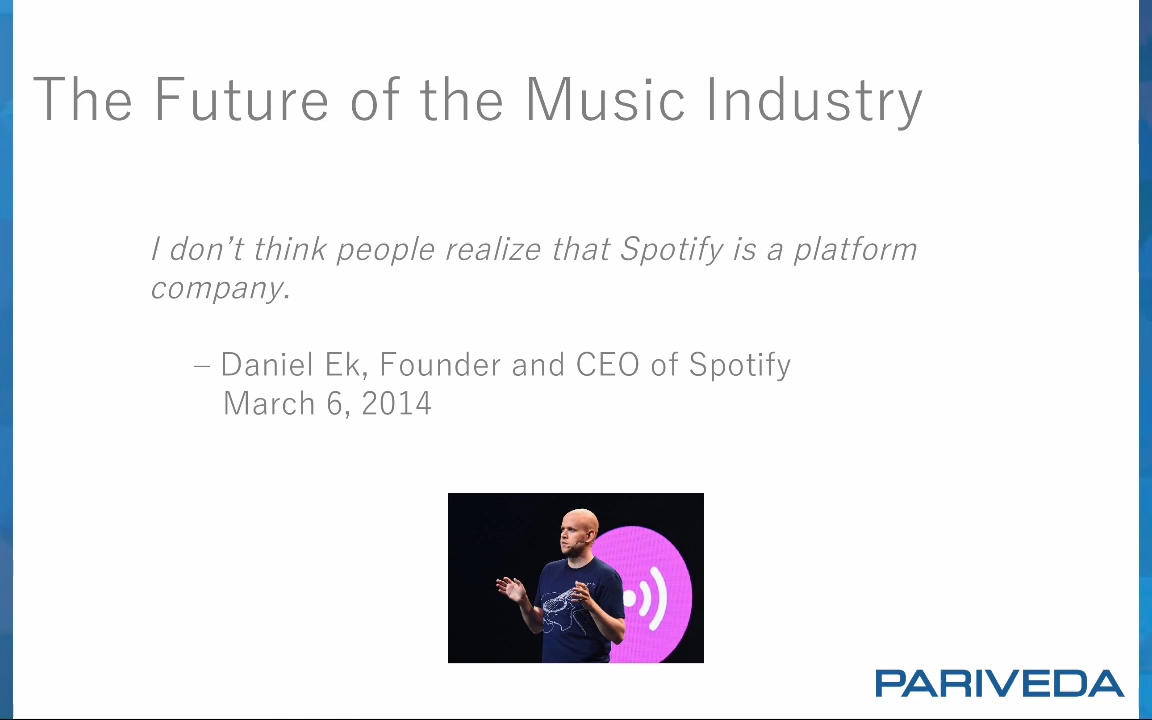 The Future of the Music Industry
I don’t think people realize that Spotify is a platform
company.
– Daniel Ek, Founder and CEO of Spotify
March 6, 2014
PARIVEDA